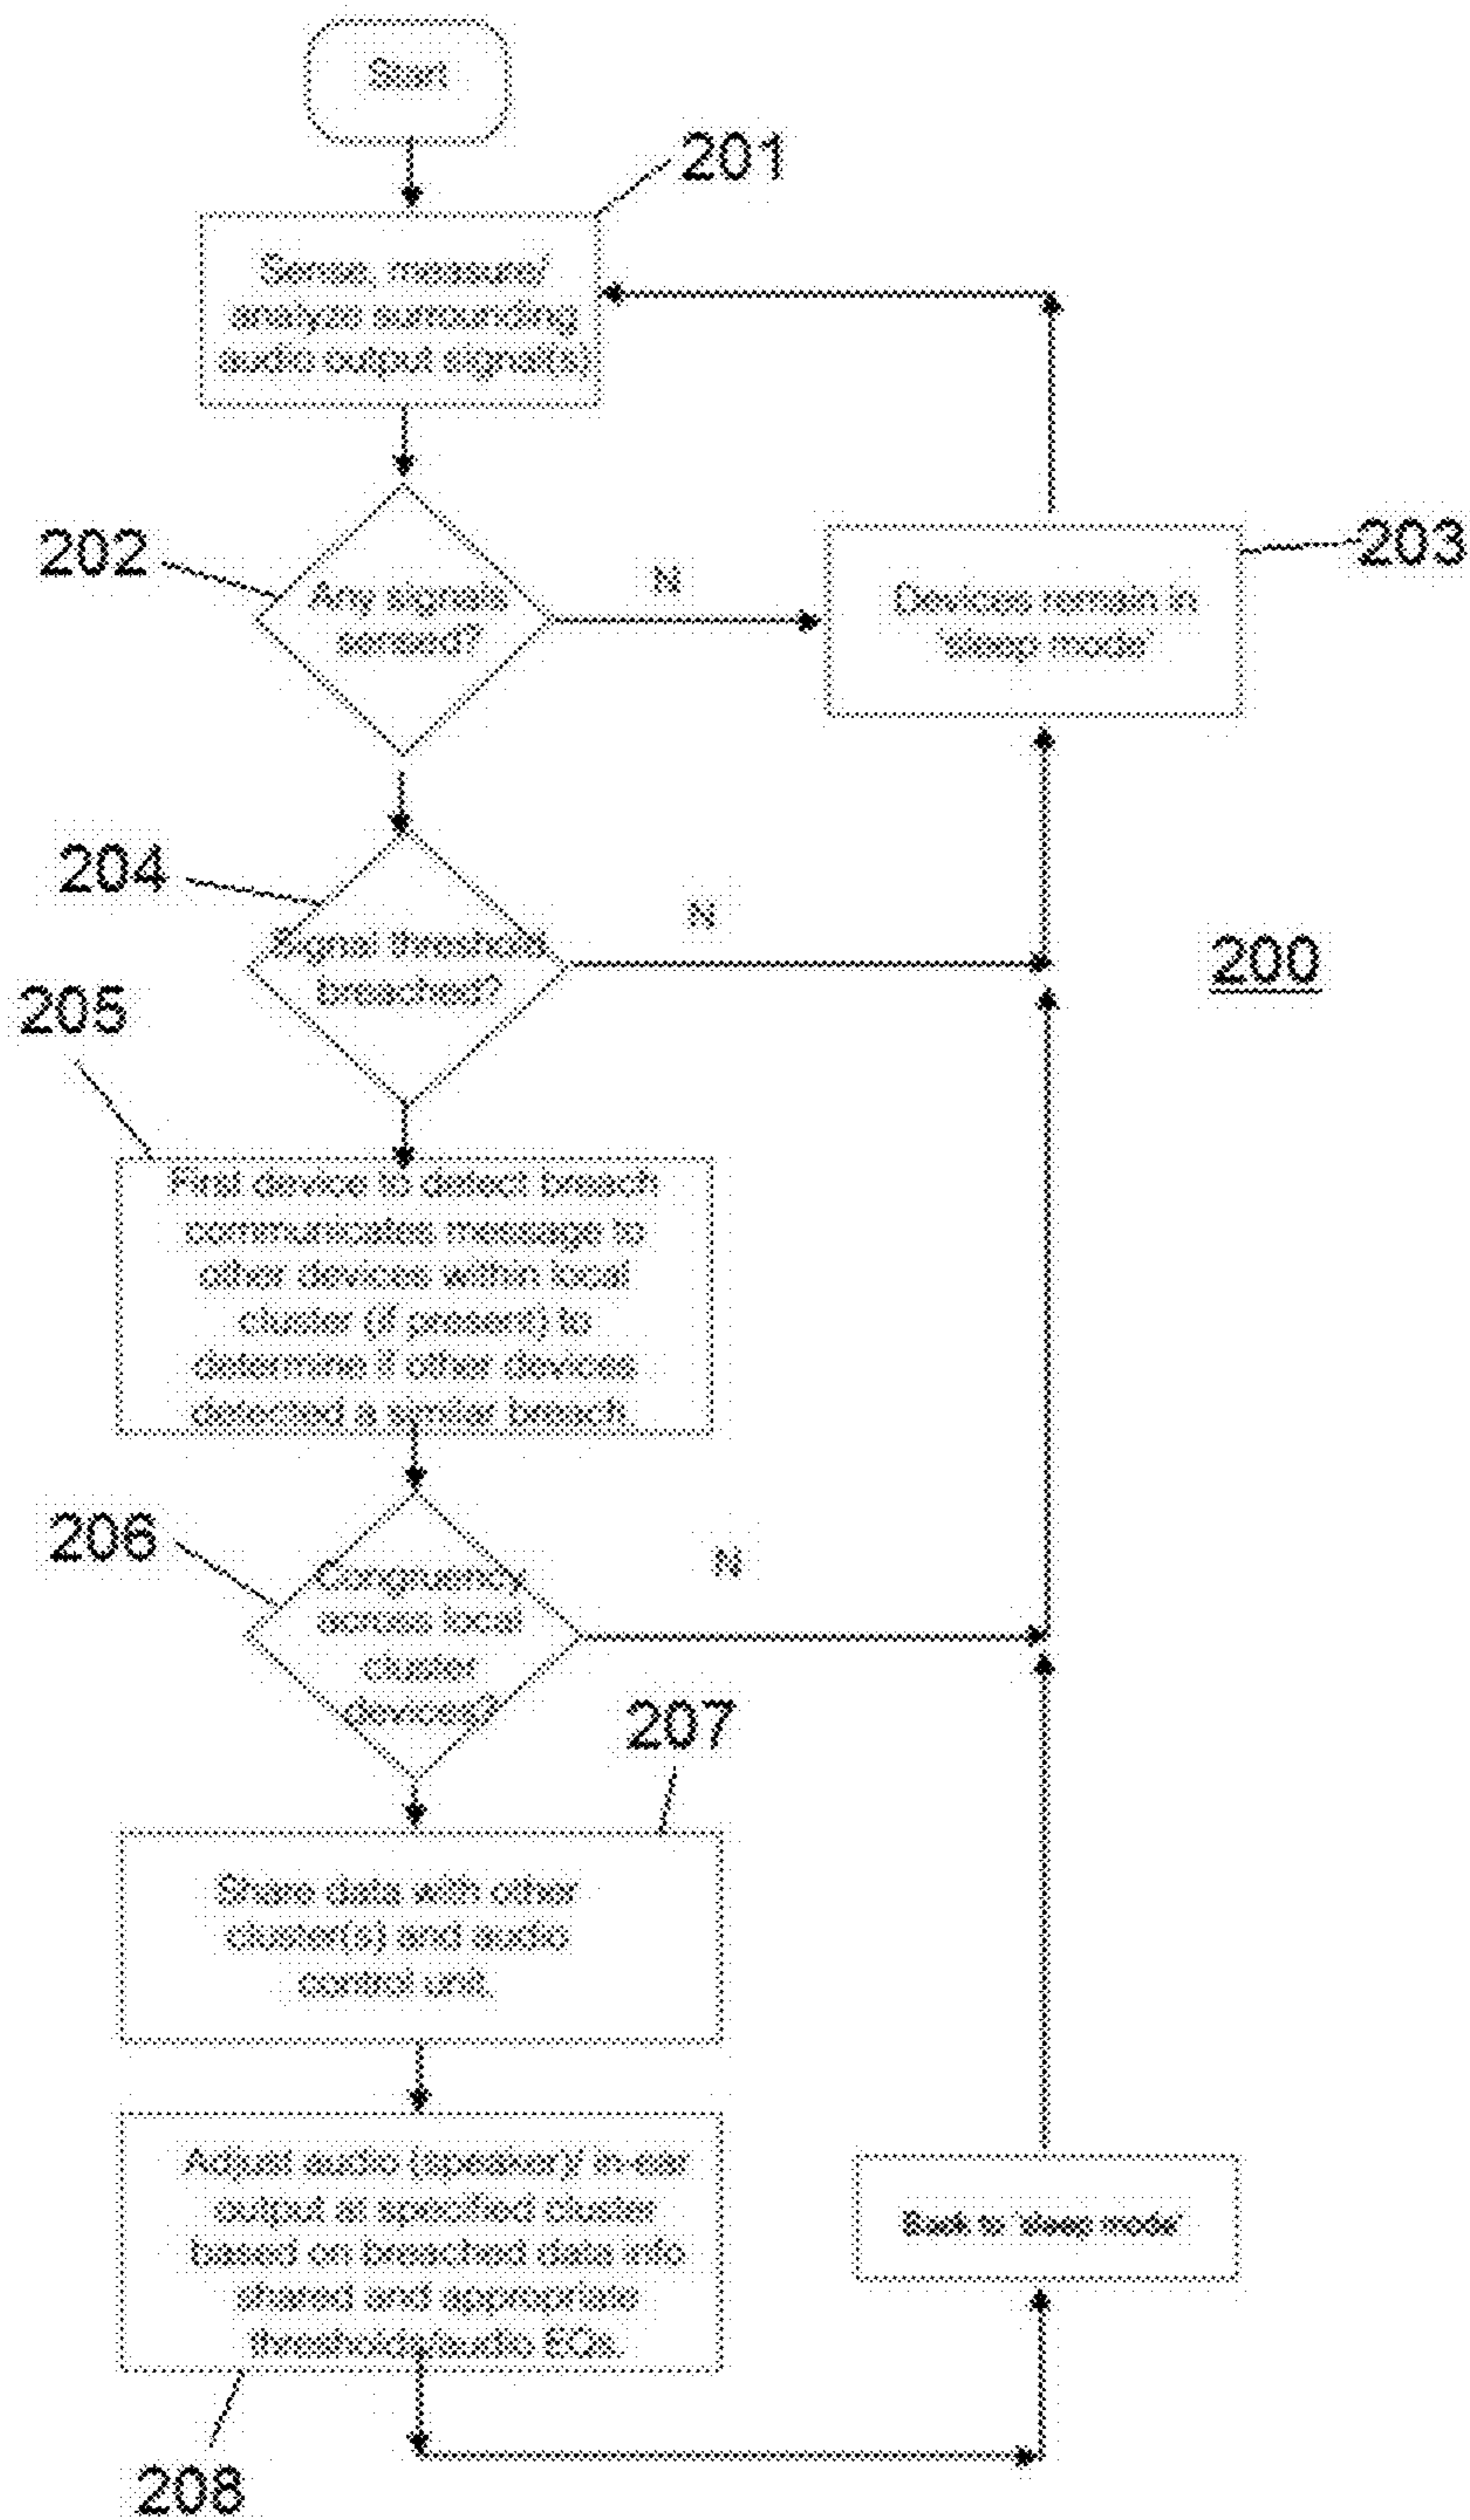 Start
201
Sense, measure/
analyze surrounding
audio output signal(s)
202
Any signals
sensed?
N
Devices remain in
'sleep mode'
203
204
Signal threshold
breached?
N
200
205
First device to detect breach
communicates message to
other devices within local
cluster (if present) to
determine if other devices
detected a similar breach.
206
Congruency
across local
cluster
devices?
N
207
Share data with other
cluster(s) and audio
control unit.
Adjust audio (speaker)/ in-ear
output at specified cluster
based on breached data info
shared and appropriate
EQs.
Back to 'sleep mode'
208